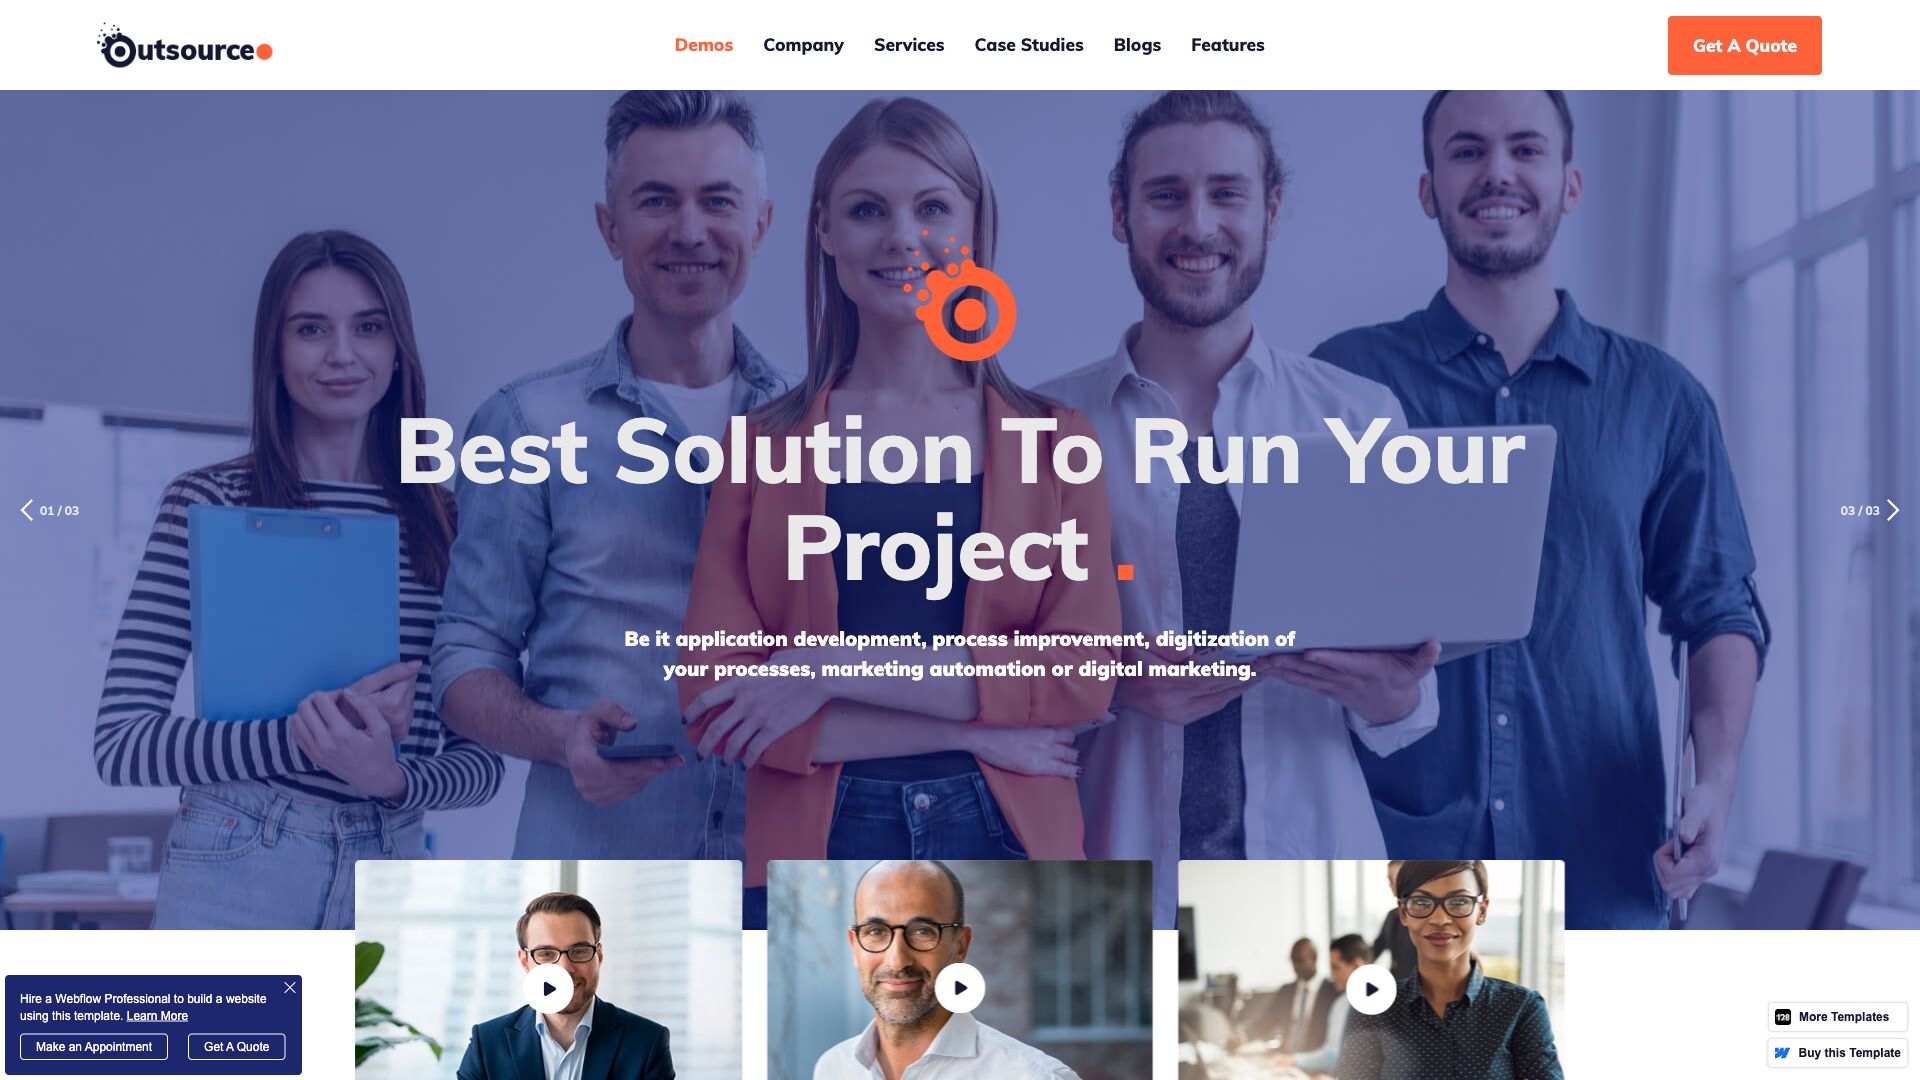 Outsource
Demos
Company
Services
Case Studies
Blogs
Features
Get A Quote
Best Solution To Run Your
Project .
01 / 03
03 / 03
Be it application development, process improvement, digitization of
your processes, marketing automation or digital marketing.
Hire a Webflow Professional to build a website
using this template. Learn More
Make an Appointment
Get A Quote
128
More Templates
Buy this Template